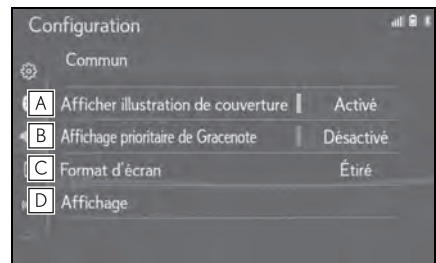 Configuration
Commun
A Afficher illustration de couverture Activé
B Affichage prioritaire de Gracenote Désactivé
C Format d'écran Étiré
D Affichage